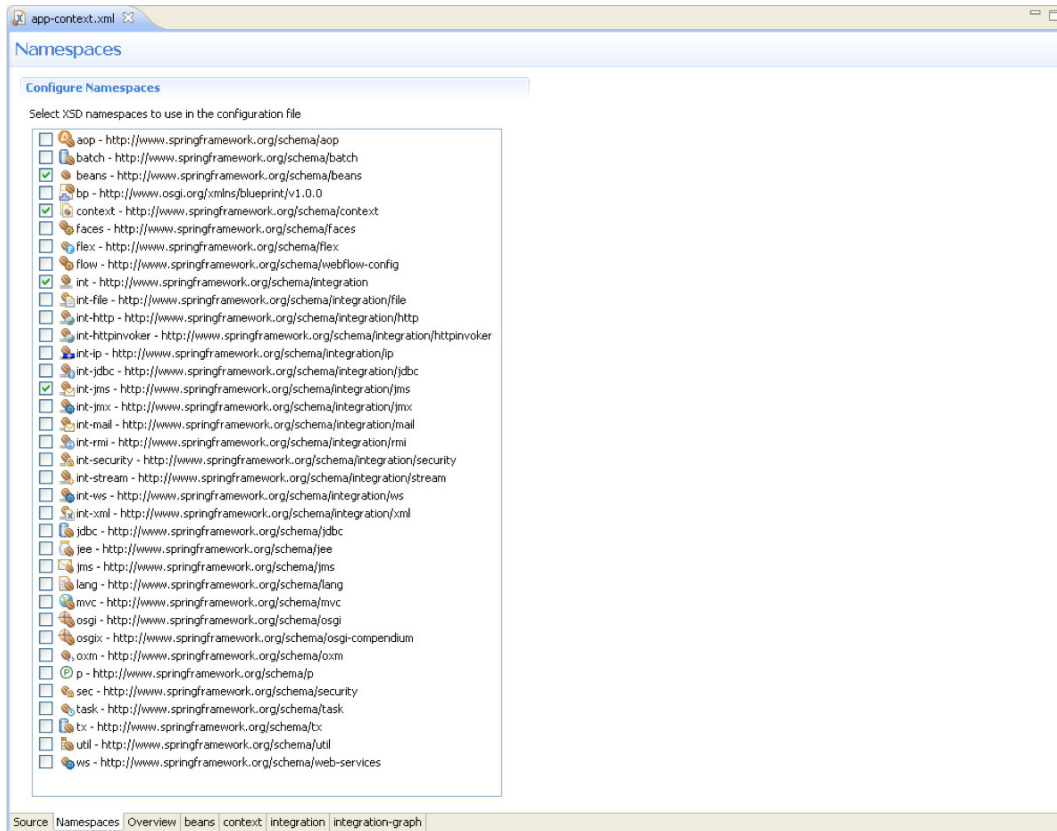 app-context.xml
Namespaces
Configure Namespaces
Select XSD namespaces to use in the configuration file
aop - http://www.springframework.org/schema/aop
batch - http://www.springframework.org/schema/batch
beans - http://www.springframework.org/schema/beans
bp - http://www.osgi.org/xmlns/blueprint/v1.0.0
context - http://www.springframework.org/schema/context
faces - http://www.springframework.org/schema/faces
flex - http://www.springframework.org/schema/flex
flow - http://www.springframework.org/schema/webflow-config
int - http://www.springframework.org/schema/integration
int-file - http://www.springframework.org/schema/integration/file
int-http - http://www.springframework.org/schema/integration/http
int-httpinvoker - http://www.springframework.org/schema/integration/httpinvoker
int-ip - http://www.springframework.org/schema/integration/ip
int-jdbc - http://www.springframework.org/schema/integration/jdbc
int-jms - http://www.springframework.org/schema/integration/jms
int-jmx - http://www.springframework.org/schema/integration/jmx
int-mail - http://www.springframework.org/schema/integration/mail
int-rmi - http://www.springframework.org/schema/integration/rmi
int-security - http://www.springframework.org/schema/integration/security
int-stream - http://www.springframework.org/schema/integration/stream
int-ws - http://www.springframework.org/schema/integration/ws
int-xml - http://www.springframework.org/schema/integration/xml
jdbc - http://www.springframework.org/schema/jdbc
jee - http://www.springframework.org/schema/jee
jms - http://www.springframework.org/schema/jms
lang - http://www.springframework.org/schema/lang
mvc - http://www.springframework.org/schema/mvc
osgi - http://www.springframework.org/schema/osgi
osgix - http://www.springframework.org/schema/osgi-compendium
oxm - http://www.springframework.org/schema/oxm
p - http://www.springframework.org/schema/p
sec - http://www.springframework.org/schema/security
task - http://www.springframework.org/schema/task
tx - http://www.springframework.org/schema/tx
util - http://www.springframework.org/schema/util
ws - http://www.springframework.org/schema/web-services
Source Namespaces Overview beans context integration integration-graph